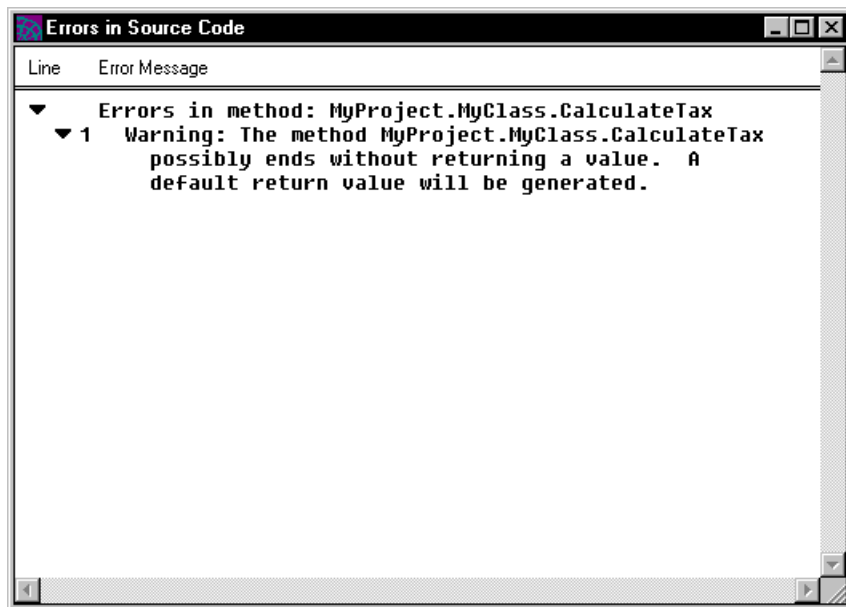 Errors in Source Code
Line Error Message
Errors in method: MyProject.MyClass.CalculateTax
1 Warning: The method MyProject.MyClass.CalculateTax
possibly ends without returning a value. A
default return value will be generated.